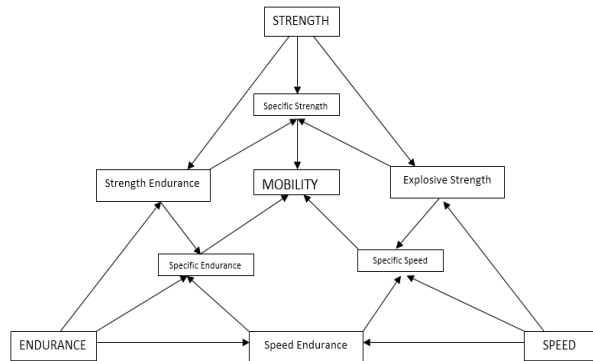 STRENGTH
Specific Strength
Strength Endurance
MOBILITY
Explosive Strength
Specific Endurance
Specific Speed
ENDURANCE
Speed Endurance
SPEED